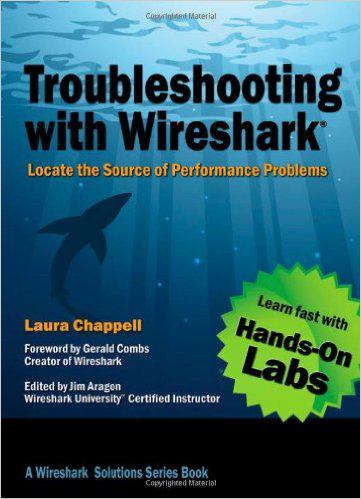 Copyrighted Material
Troubleshooting
with Wireshark®
Locate the Source of Performance Problems
Laura Chappell
Foreword by Gerald Combs
Creator of Wireshark
Edited by Jim Aragon
Wireshark University™ Certified Instructor
Learn fast with
Hands-On
Labs
A Wireshark Solutions Series Book
Copyrighted Material